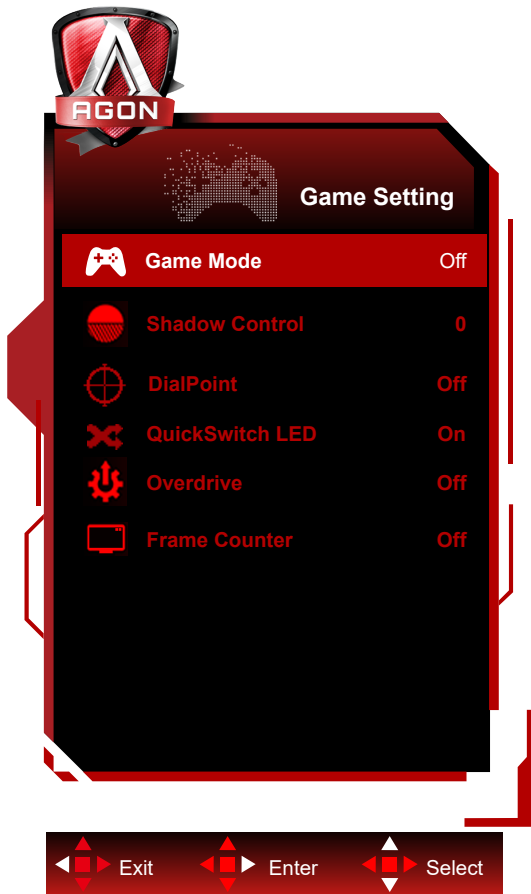 AGON
Game Setting
Game Mode Off
Shadow Control 0
DialPoint Off
QuickSwitch LED On
Overdrive Off
Frame Counter Off
Exit Enter Select